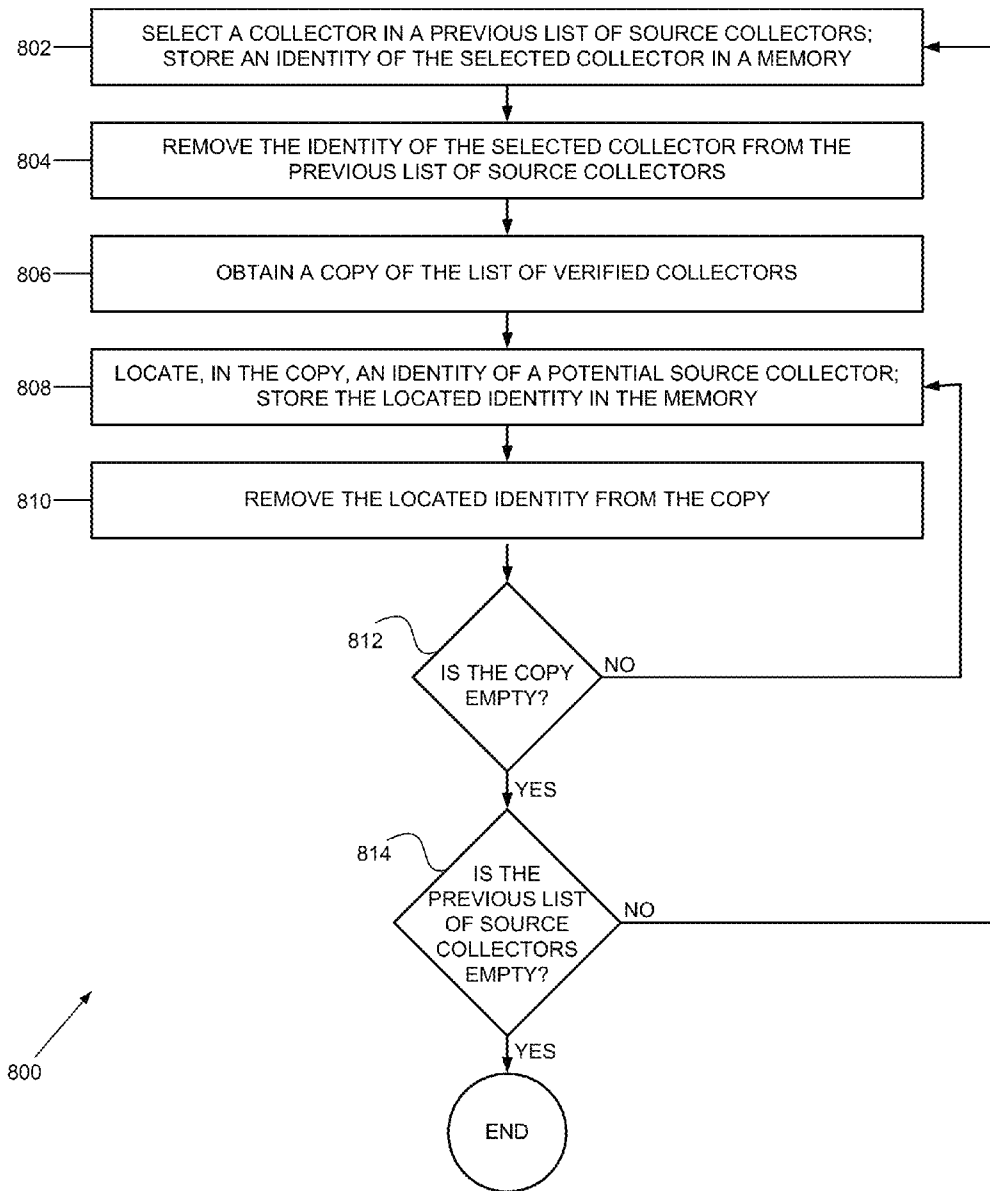 802
SELECT A COLLECTOR IN A PREVIOUS LIST OF SOURCE COLLECTORS;
STORE AN IDENTITY OF THE SELECTED COLLECTOR IN A MEMORY
804
REMOVE THE IDENTITY OF THE SELECTED COLLECTOR FROM THE
PREVIOUS LIST OF SOURCE COLLECTORS
806
OBTAIN A COPY OF THE LIST OF VERIFIED COLLECTORS
808
LOCATE, IN THE COPY, AN IDENTITY OF A POTENTIAL SOURCE COLLECTOR;
STORE THE LOCATED IDENTITY IN THE MEMORY
810
REMOVE THE LOCATED IDENTITY FROM THE COPY
812
IS THE COPY
EMPTY?
NO
YES
814
IS THE
PREVIOUS LIST
OF SOURCE
COLLECTORS
EMPTY?
NO
YES
800
END